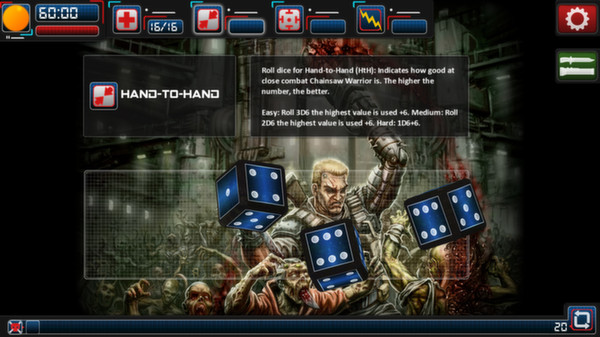 60:00
16/16
HAND-TO-HAND
Roll dice for Hand-to-Hand (HtH): Indicates how good at
close combat Chainsaw Warrior is. The higher the
number, the better.
Easy: Roll 3D6 the highest value is used +6. Medium: Roll
2D6 the highest value is used +6. Hard: 1D6+6.
20